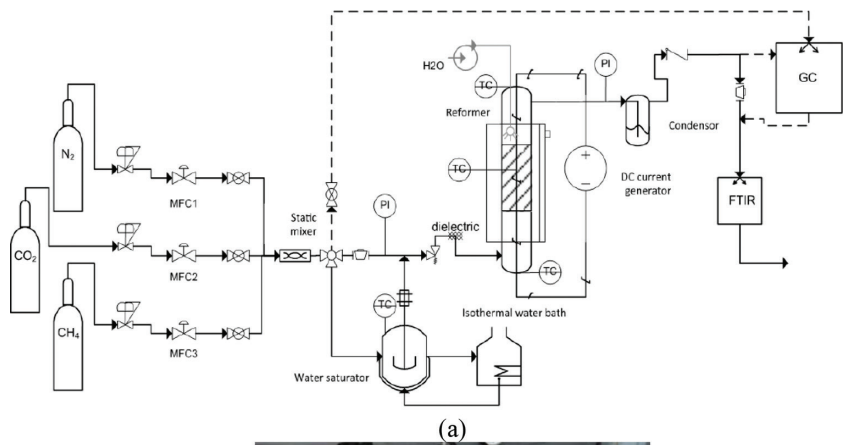 H2O
TC
PI
GC
Reformer
Condensor
N₂
TC
+
−
DC current
generator
MFC1
Static
mixer
PI
dielectric
FTIR
CO₂
MFC2
TC
TC
Isothermal water bath
CH₄
MFC3
Water saturator
(a)